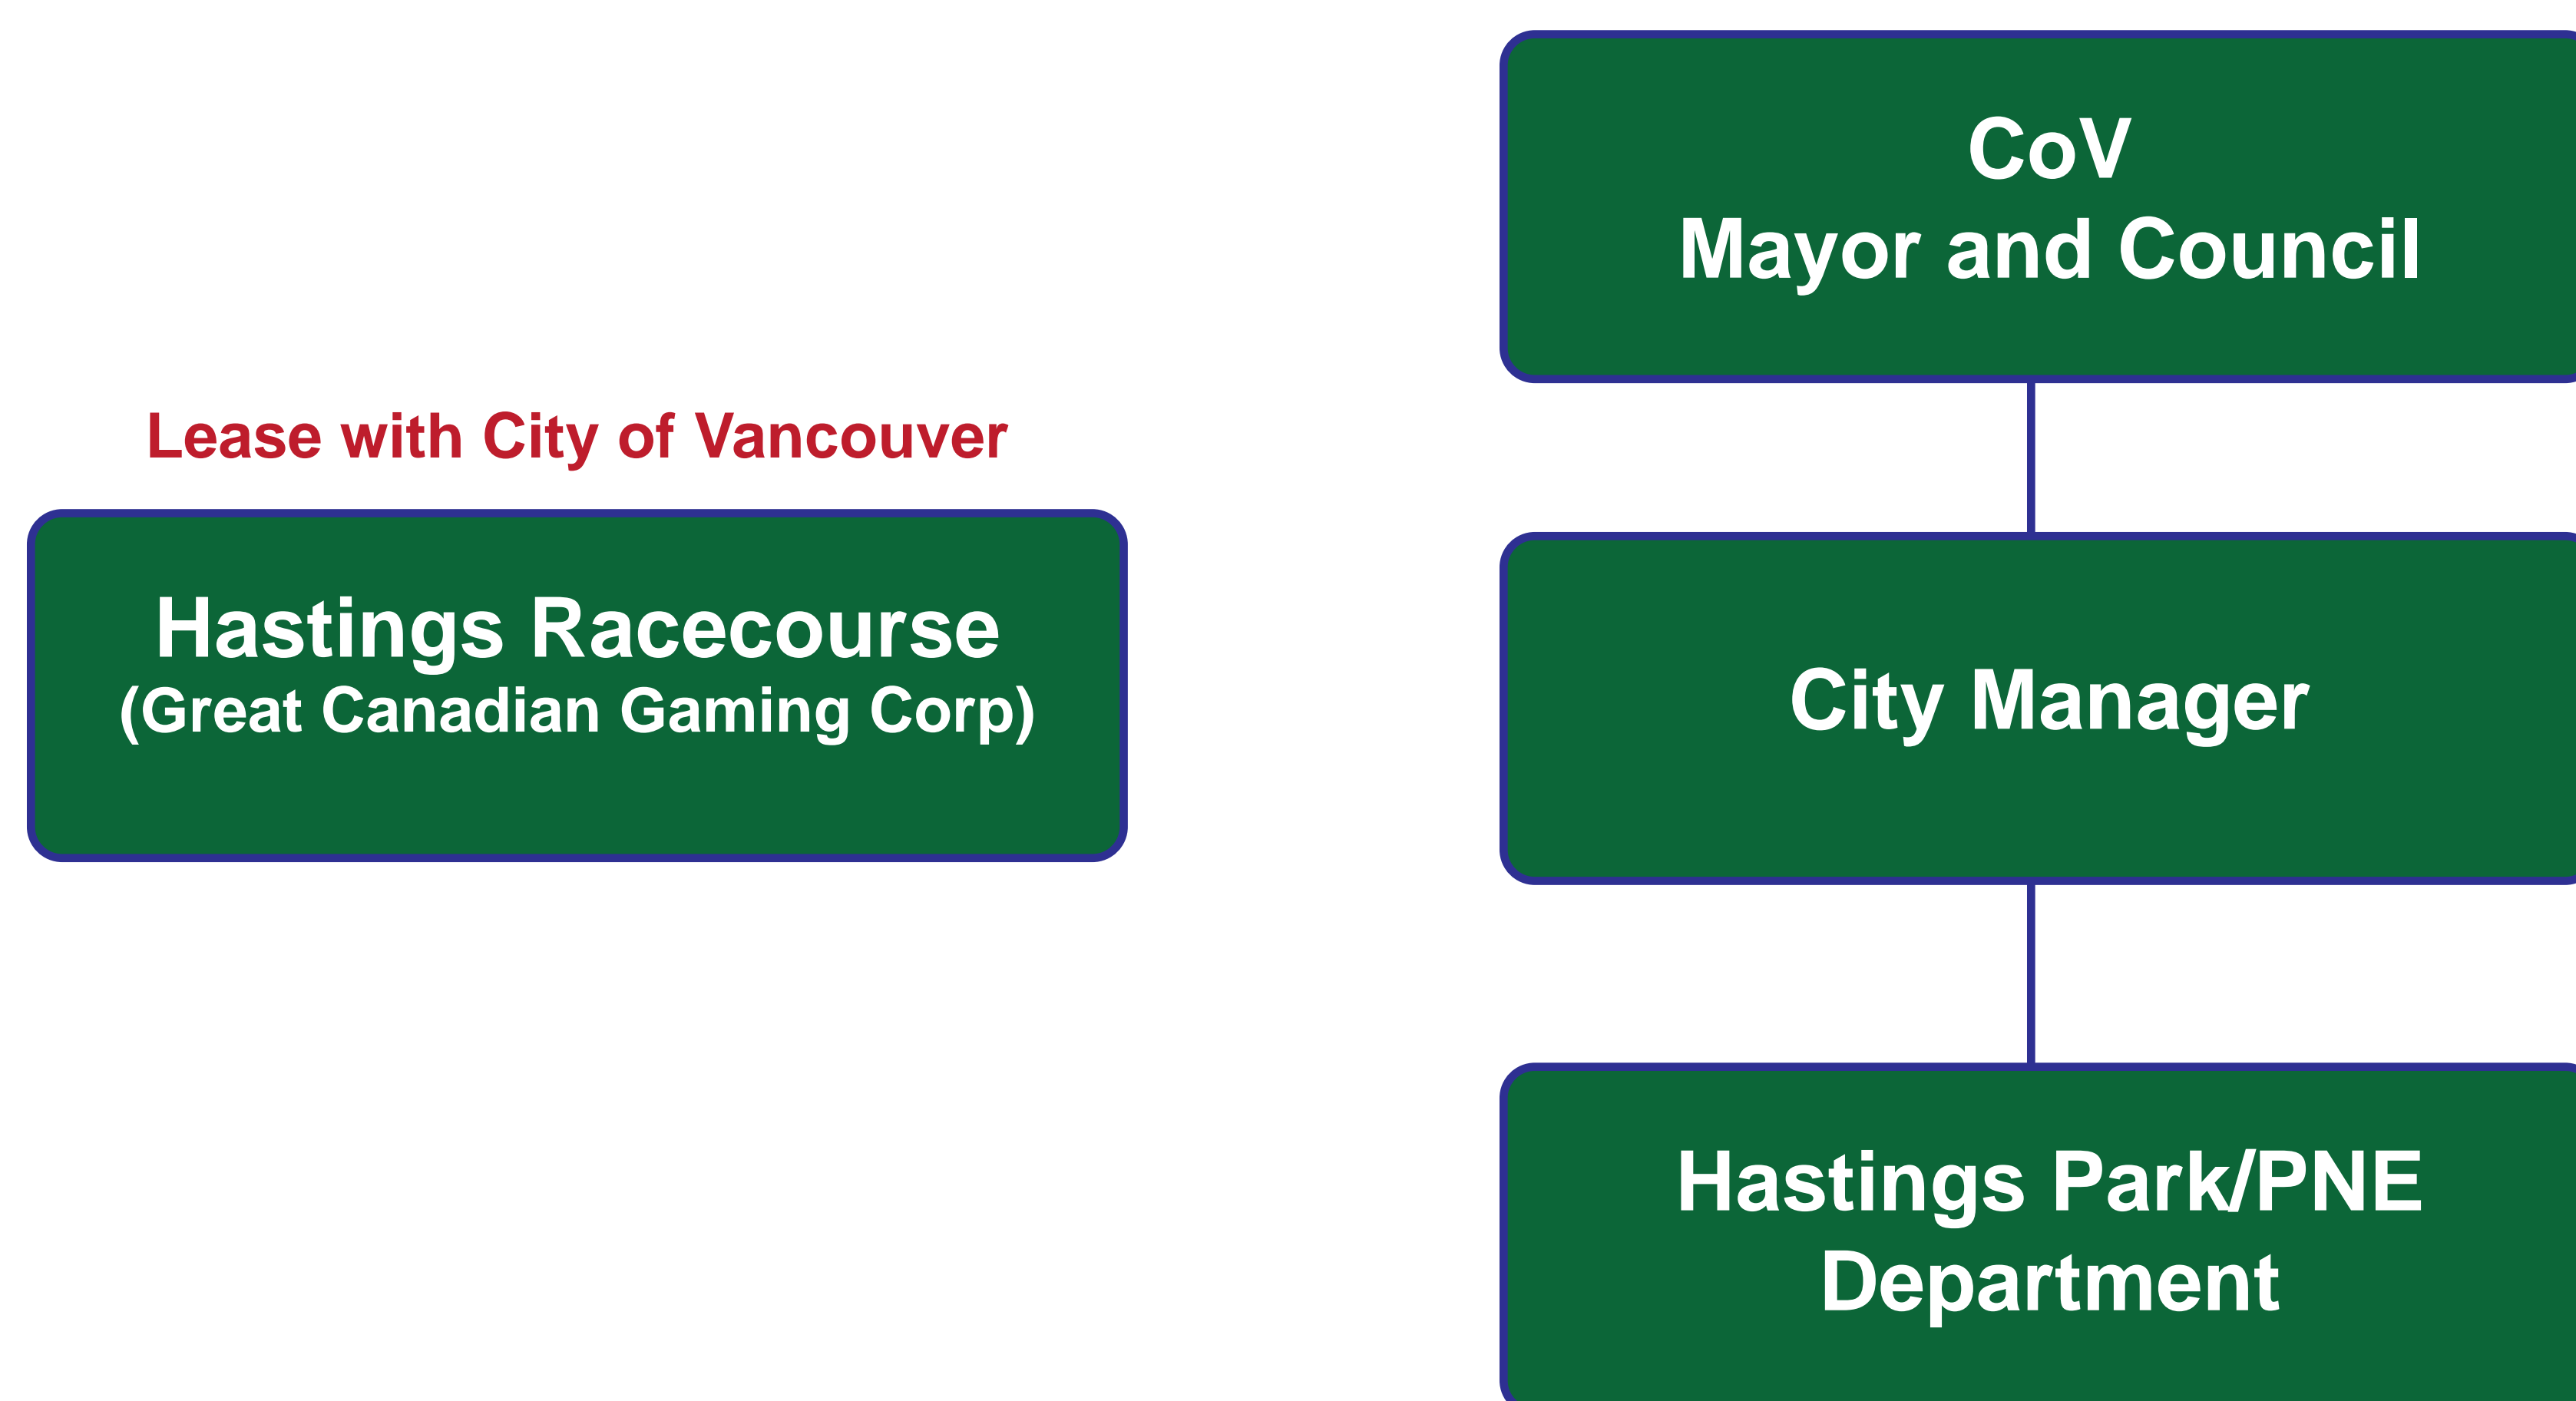 CoV
Mayor and Council
Lease with City of Vancouver
Hastings Racecourse
(Great Canadian Gaming Corp)
City Manager
Hastings Park/PNE
Department